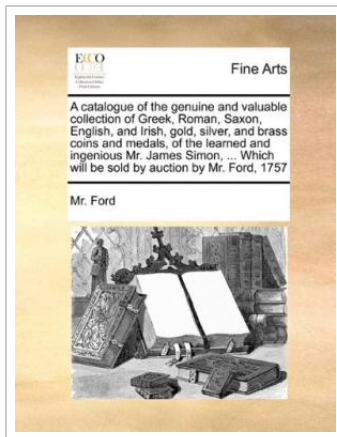 ECCO
Fine Arts
A catalogue of the genuine and valuable
collection of Greek, Roman, Saxon,
English, and Irish, gold, silver, and brass
coins and medals, of the learned and
ingenious Mr. James Simon, ... Which
will be sold by auction by Mr. Ford, 1757
Mr. Ford